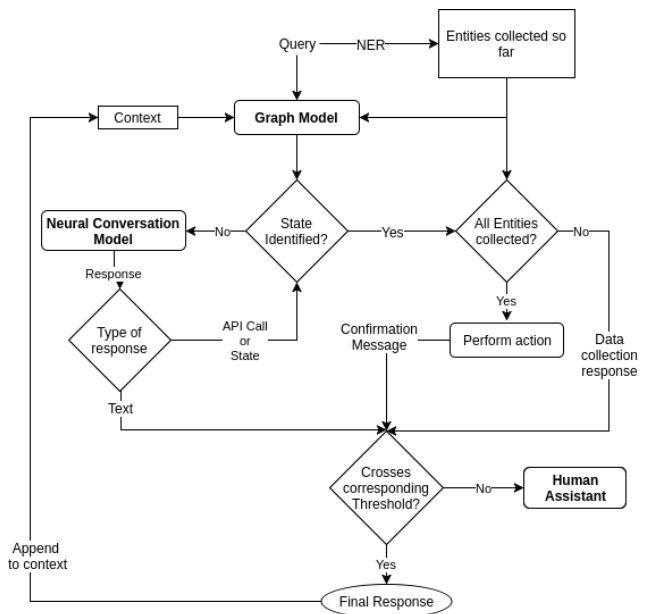 Query
NER
Entities collected so
far
Context
Graph Model
Neural Conversation
Model
No
State
Identified?
Yes
All Entities
collected?
No
Response
Type of
response
API Call
or
State
Yes
Confirmation
Message
Perform action
Data
collection
response
Text
Crosses
corresponding
Threshold?
No
Human
Assistant
Append
to context
Yes
Final Response